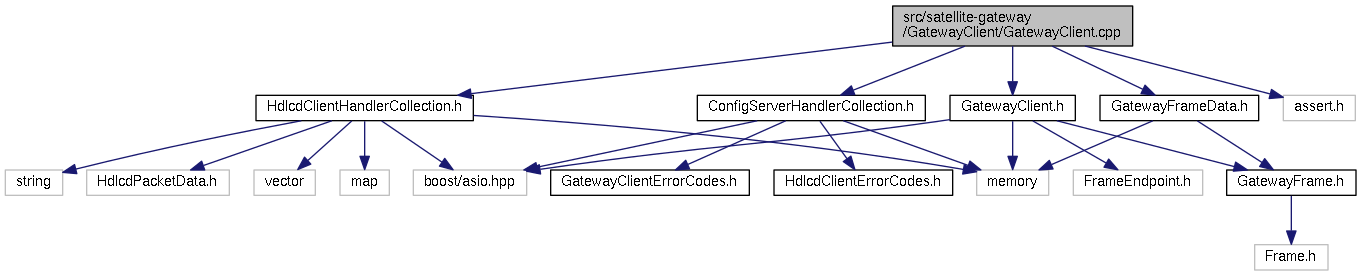 src/satellite-gateway
/GatewayClient/GatewayClient.cpp
HdlcdClientHandlerCollection.h
ConfigServerHandlerCollection.h
GatewayClient.h
GatewayFrameData.h
assert.h
string
HdlcdPacketData.h
vector
map
boost/asio.hpp
GatewayClientErrorCodes.h
HdlcdClientErrorCodes.h
memory
FrameEndpoint.h
GatewayFrame.h
Frame.h